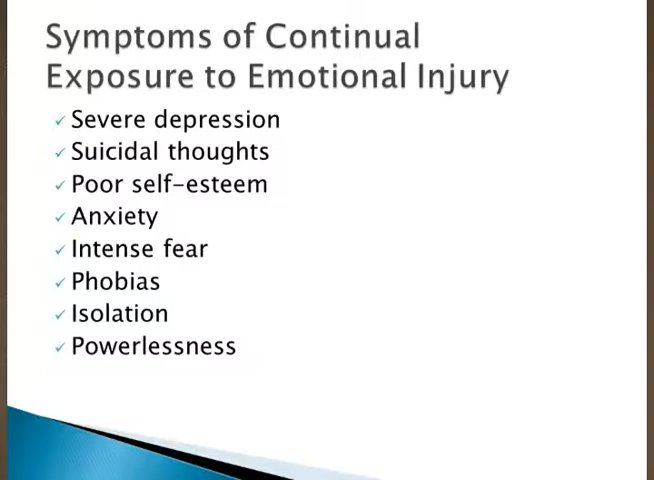 Symptoms of Continual
Exposure to Emotional Injury
Severe depression
Suicidal thoughts
Poor self-esteem
Anxiety
Intense fear
Phobias
Isolation
Powerlessness